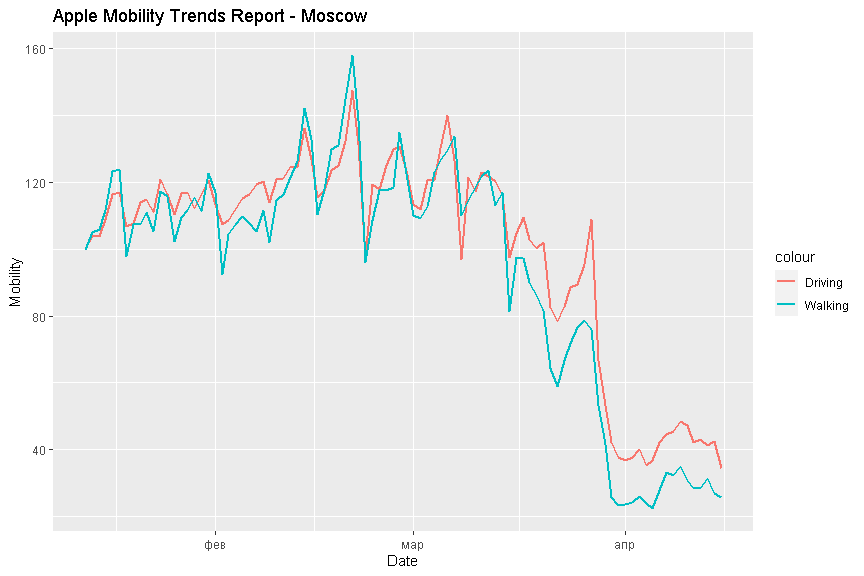 Apple Mobility Trends Report - Moscow
160
120
80
40
Mobility
фев
мар
апр
Date
colour
Driving
Walking